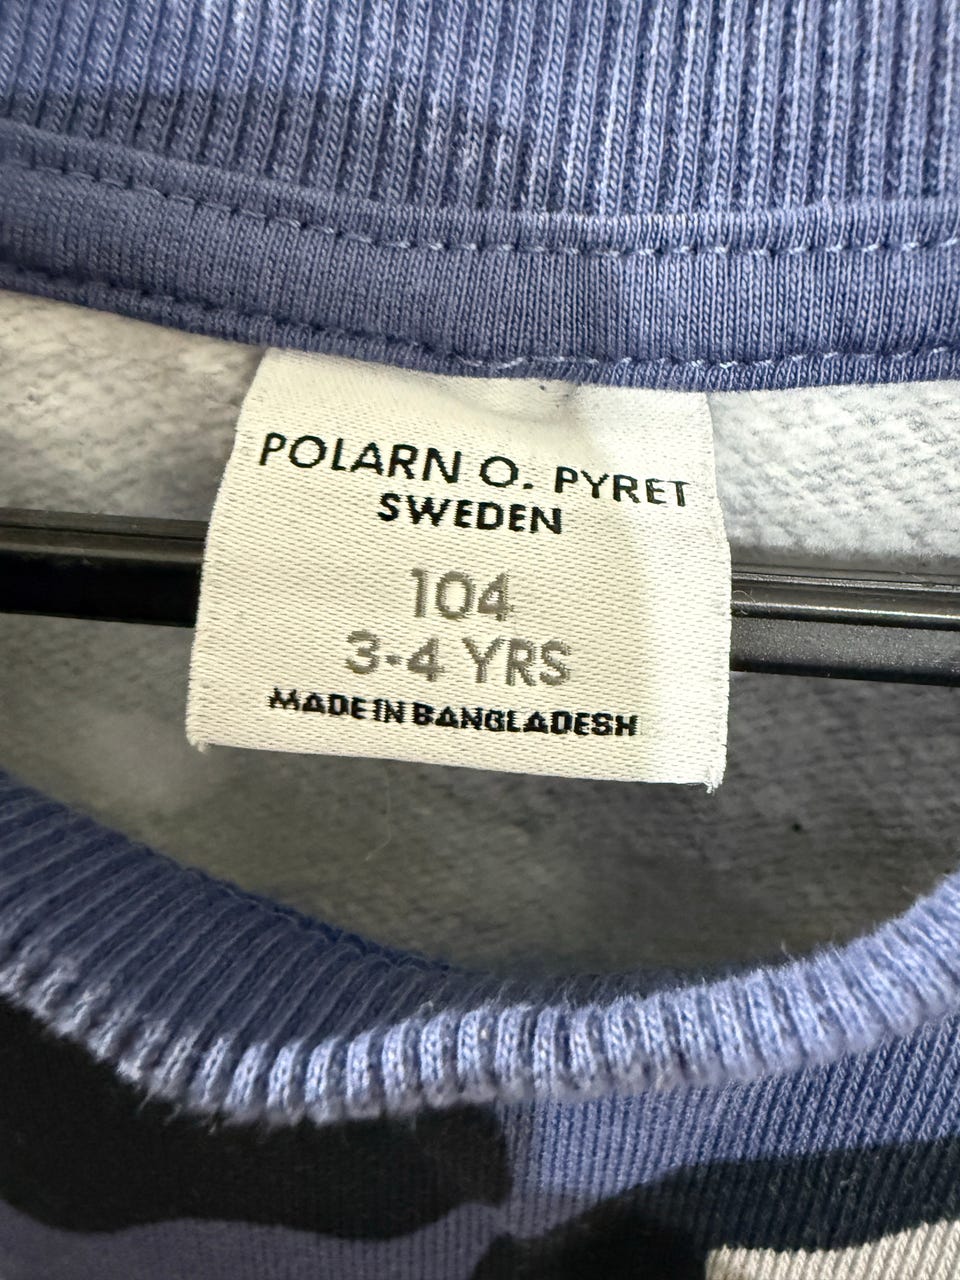 POLARN O. PYRET
SWEDEN
104
3-4 YRS
MADE IN BANGLADESH